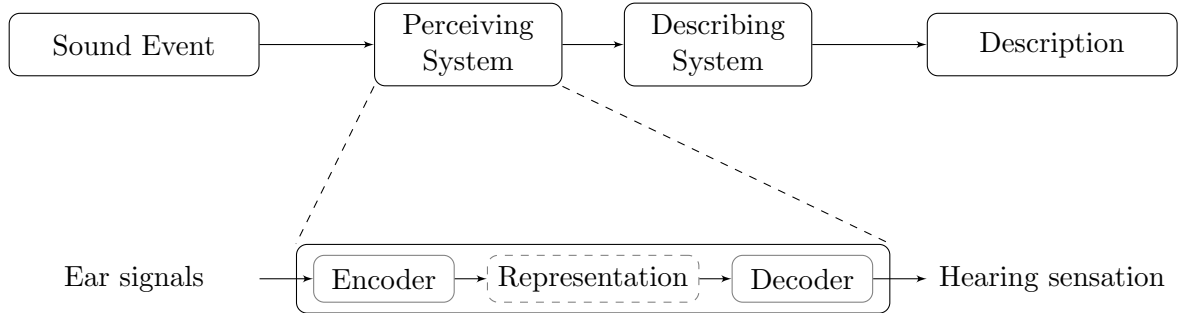 Sound Event
Perceiving
System
Describing
System
Description
Ear signals
Encoder
Representation
Decoder
Hearing sensation